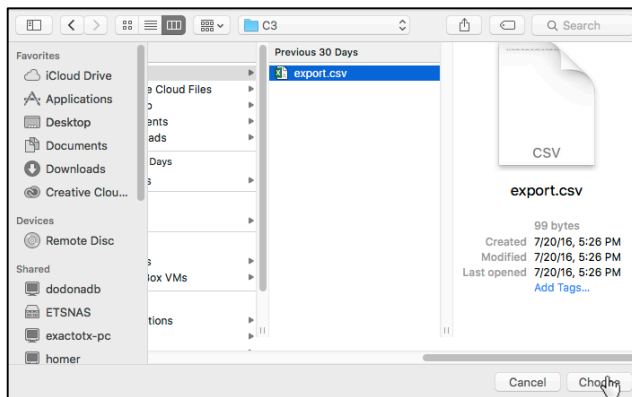 C3
Search
Favorites
iCloud Drive
Applications
Desktop
Documents
Downloads
Creative Clou...
Devices
Remote Disc
Shared
dodonadb
ETSNAS
exactotx-pc
homer
e Cloud Files
ents
ads
Days
s
s
Box VMs
tions
Previous 30 Days
export.csv
CSV
export.csv
99 bytes
Created 7/20/16, 5:26 PM
Modified 7/20/16, 5:26 PM
Last opened 7/20/16, 5:26 PM
Add Tags...
Cancel
Choose